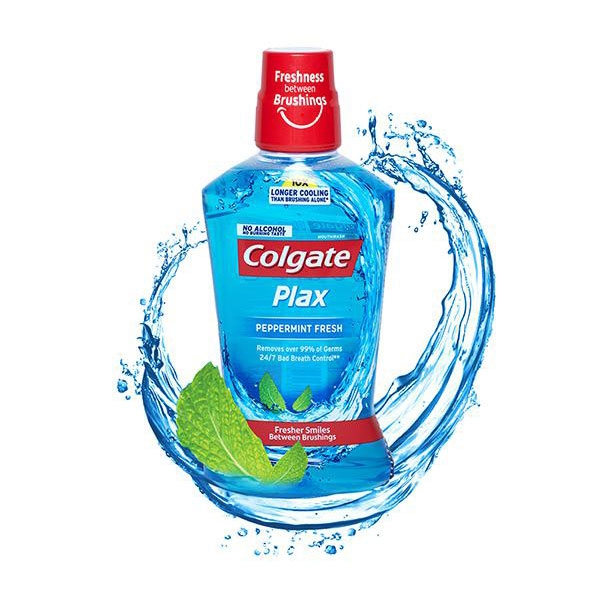 Freshness
between
Brushings
10x
LONGER COOLING
THAN BRUSHING ALONE*
NO ALCOHOL
NO BURNING TASTE
MOUTHWASH
Colgate
Plax
PEPPERMINT FRESH
Removes over 99% of Germs
24/7 Bad Breath Control**
Fresher Smiles
Between Brushings